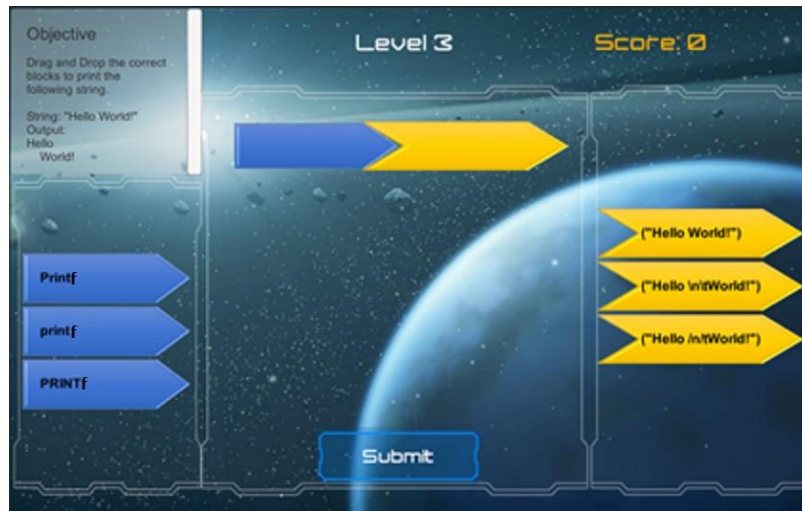 Objective
Level 3
Score: 0
Drag and Drop the correct
blocks to print the
following string.
String: "Hello World!"
Output:
Hello
World!
("Hello World!")
Printf
("Hello \n\tWorld!")
printf
("Hello /n/tWorld!")
PRINTf
Submit